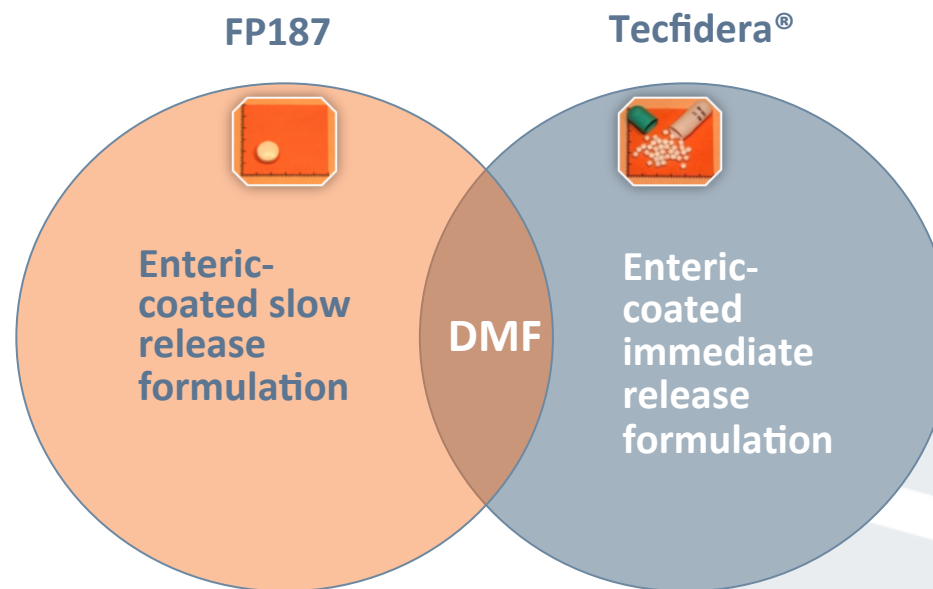 FP187
Tecfidera®
Enteric-
coated slow
release
formulation
DMF
Enteric-
coated
immediate
release
formulation